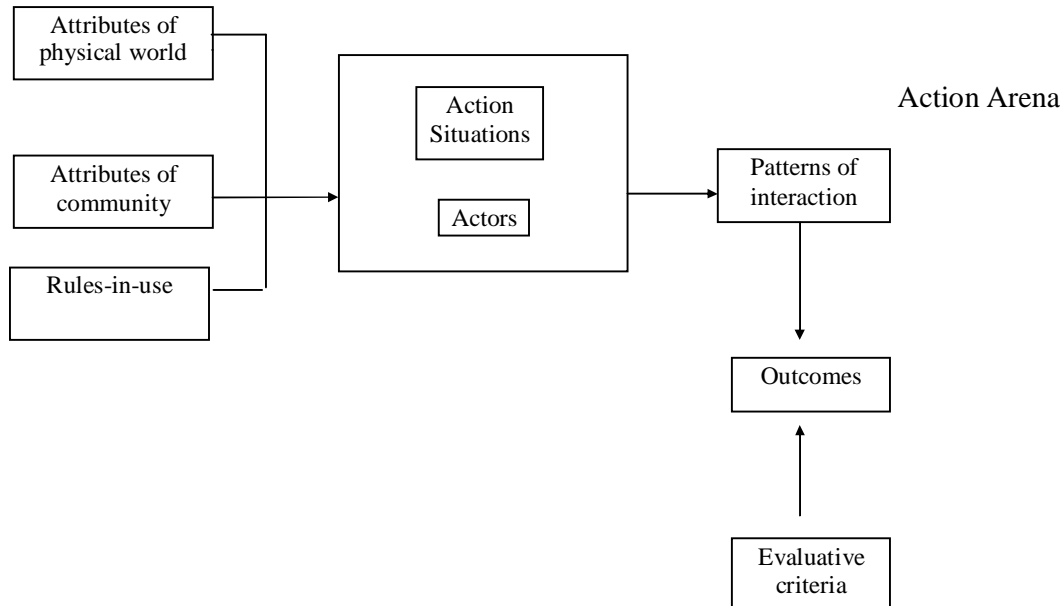 Attributes of
physical world
Action
Situations
Action Arena
Attributes of
community
Patterns of
interaction
Actors
Rules-in-use
Outcomes
Evaluative
criteria